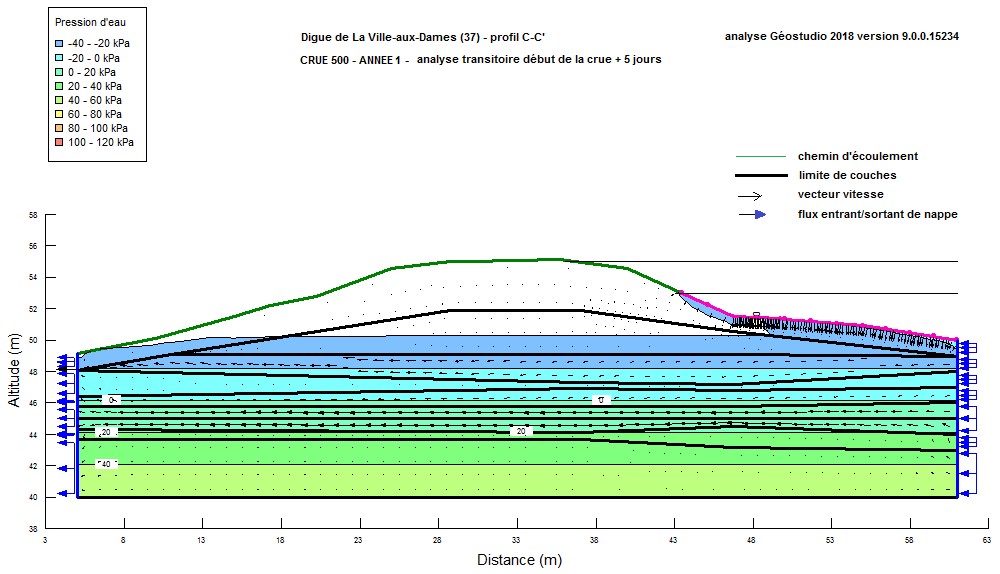 Pression d'eau
-40 - -20 kPa
-20 - 0 kPa
0 - 20 kPa
20 - 40 kPa
40 - 60 kPa
60 - 80 kPa
80 - 100 kPa
100 - 120 kPa
Digue de La Ville-aux-Dames (37) - profil C-C'
analyse Géostudio 2018 version 9.0.0.15234
CRUE 500 - ANNEE 1 - analyse transitoire début de la crue + 5 jours
chemin d'écoulement
limite de couches
vecteur vitesse
flux entrant/sortant de nappe
58
56
54
52
50
48
46
44
42
40
38
Altitude (m)
0
0
20
20
40
3
8
13
18
23
28
33
38
43
48
53
58
63
Distance (m)